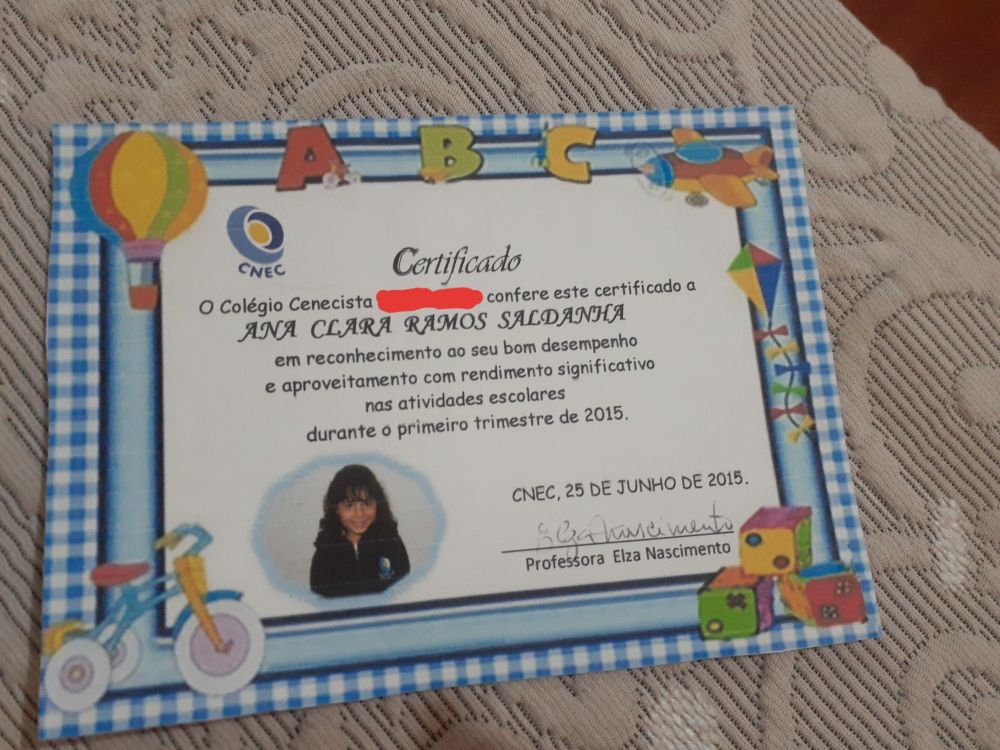 A B C
CNEC
Certificado
O Colégio Cenecista confere este certificado a
ANA CLARA RAMOS SALDANHA
em reconhecimento ao seu bom desempenho
e aproveitamento com rendimento significativo
nas atividades escolares
durante o primeiro trimestre de 2015.
CNEC, 25 DE JUNHO DE 2015.
Elza Nascimento
Professora Elza Nascimento